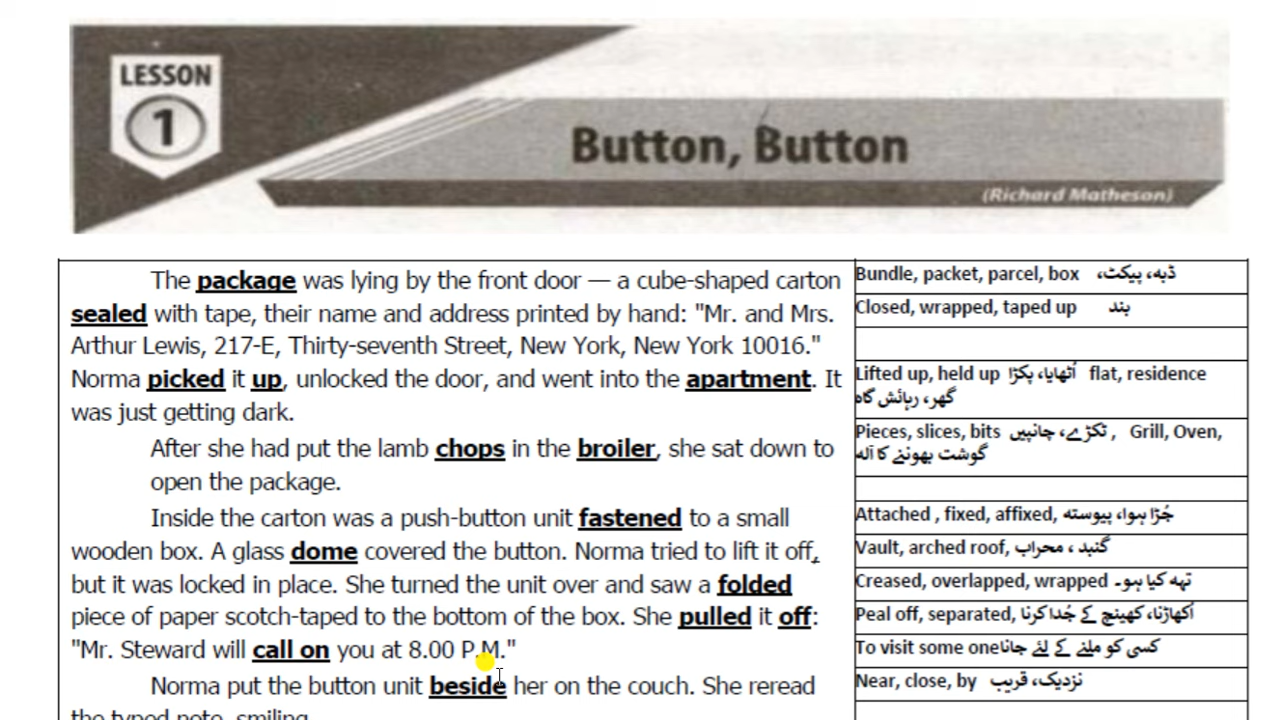 LESSON
1
Button, Button
(Richard Matheson)
The package was lying by the front door — a cube-shaped carton
sealed with tape, their name and address printed by hand: "Mr. and Mrs.
Arthur Lewis, 217-E, Thirty-seventh Street, New York, New York 10016."
Norma picked it up, unlocked the door, and went into the apartment. It
was just getting dark.
After she had put the lamb chops in the broiler, she sat down to
open the package.
Inside the carton was a push-button unit fastened to a small
wooden box. A glass dome covered the button. Norma tried to lift it off,
but it was locked in place. She turned the unit over and saw a folded
piece of paper scotch-taped to the bottom of the box. She pulled it off:
"Mr. Steward will call on you at 8.00 P.M."
Norma put the button unit beside her on the couch. She reread
the typed note, smiling.
Bundle, packet, parcel, box ڈبہ، پیکٹ،
Closed, wrapped, taped up بند
Lifted up, held up اُٹھایا، پکڑا flat, residence
گھر، رہائش گاہ
Pieces, slices, bits ٹکڑے، جانپیں , Grill, Oven,
گوشت بھوننے کا آلہ
Attached , fixed, affixed, جُڑا ہوا، پیوستہ
Vault, arched roof, گنبد ، محراب
Creased, overlapped, wrapped تہہ کیا ہو۔
Peal off, separated, اُکھاڑنا، کھینچ کے جُدا کرنا
To visit some one کسی کو ملنے کے لئے جانا
Near, close, by نزدیک، قریب